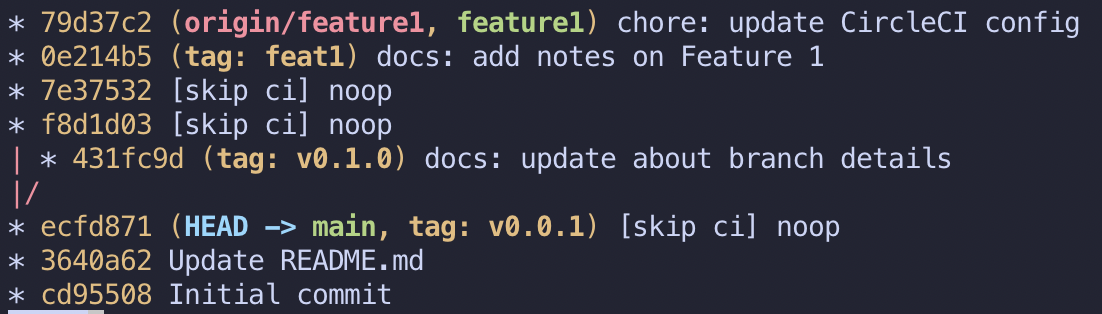 * 79d37c2 (origin/feature1, feature1) chore: update CircleCI config
* 0e214b5 (tag: feat1) docs: add notes on Feature 1
* 7e37532 [skip ci] noop
* f8d1d03 [skip ci] noop
| * 431fc9d (tag: v0.1.0) docs: update about branch details
|/
* ecfd871 (HEAD -> main, tag: v0.0.1) [skip ci] noop
* 3640a62 Update README.md
* cd95508 Initial commit